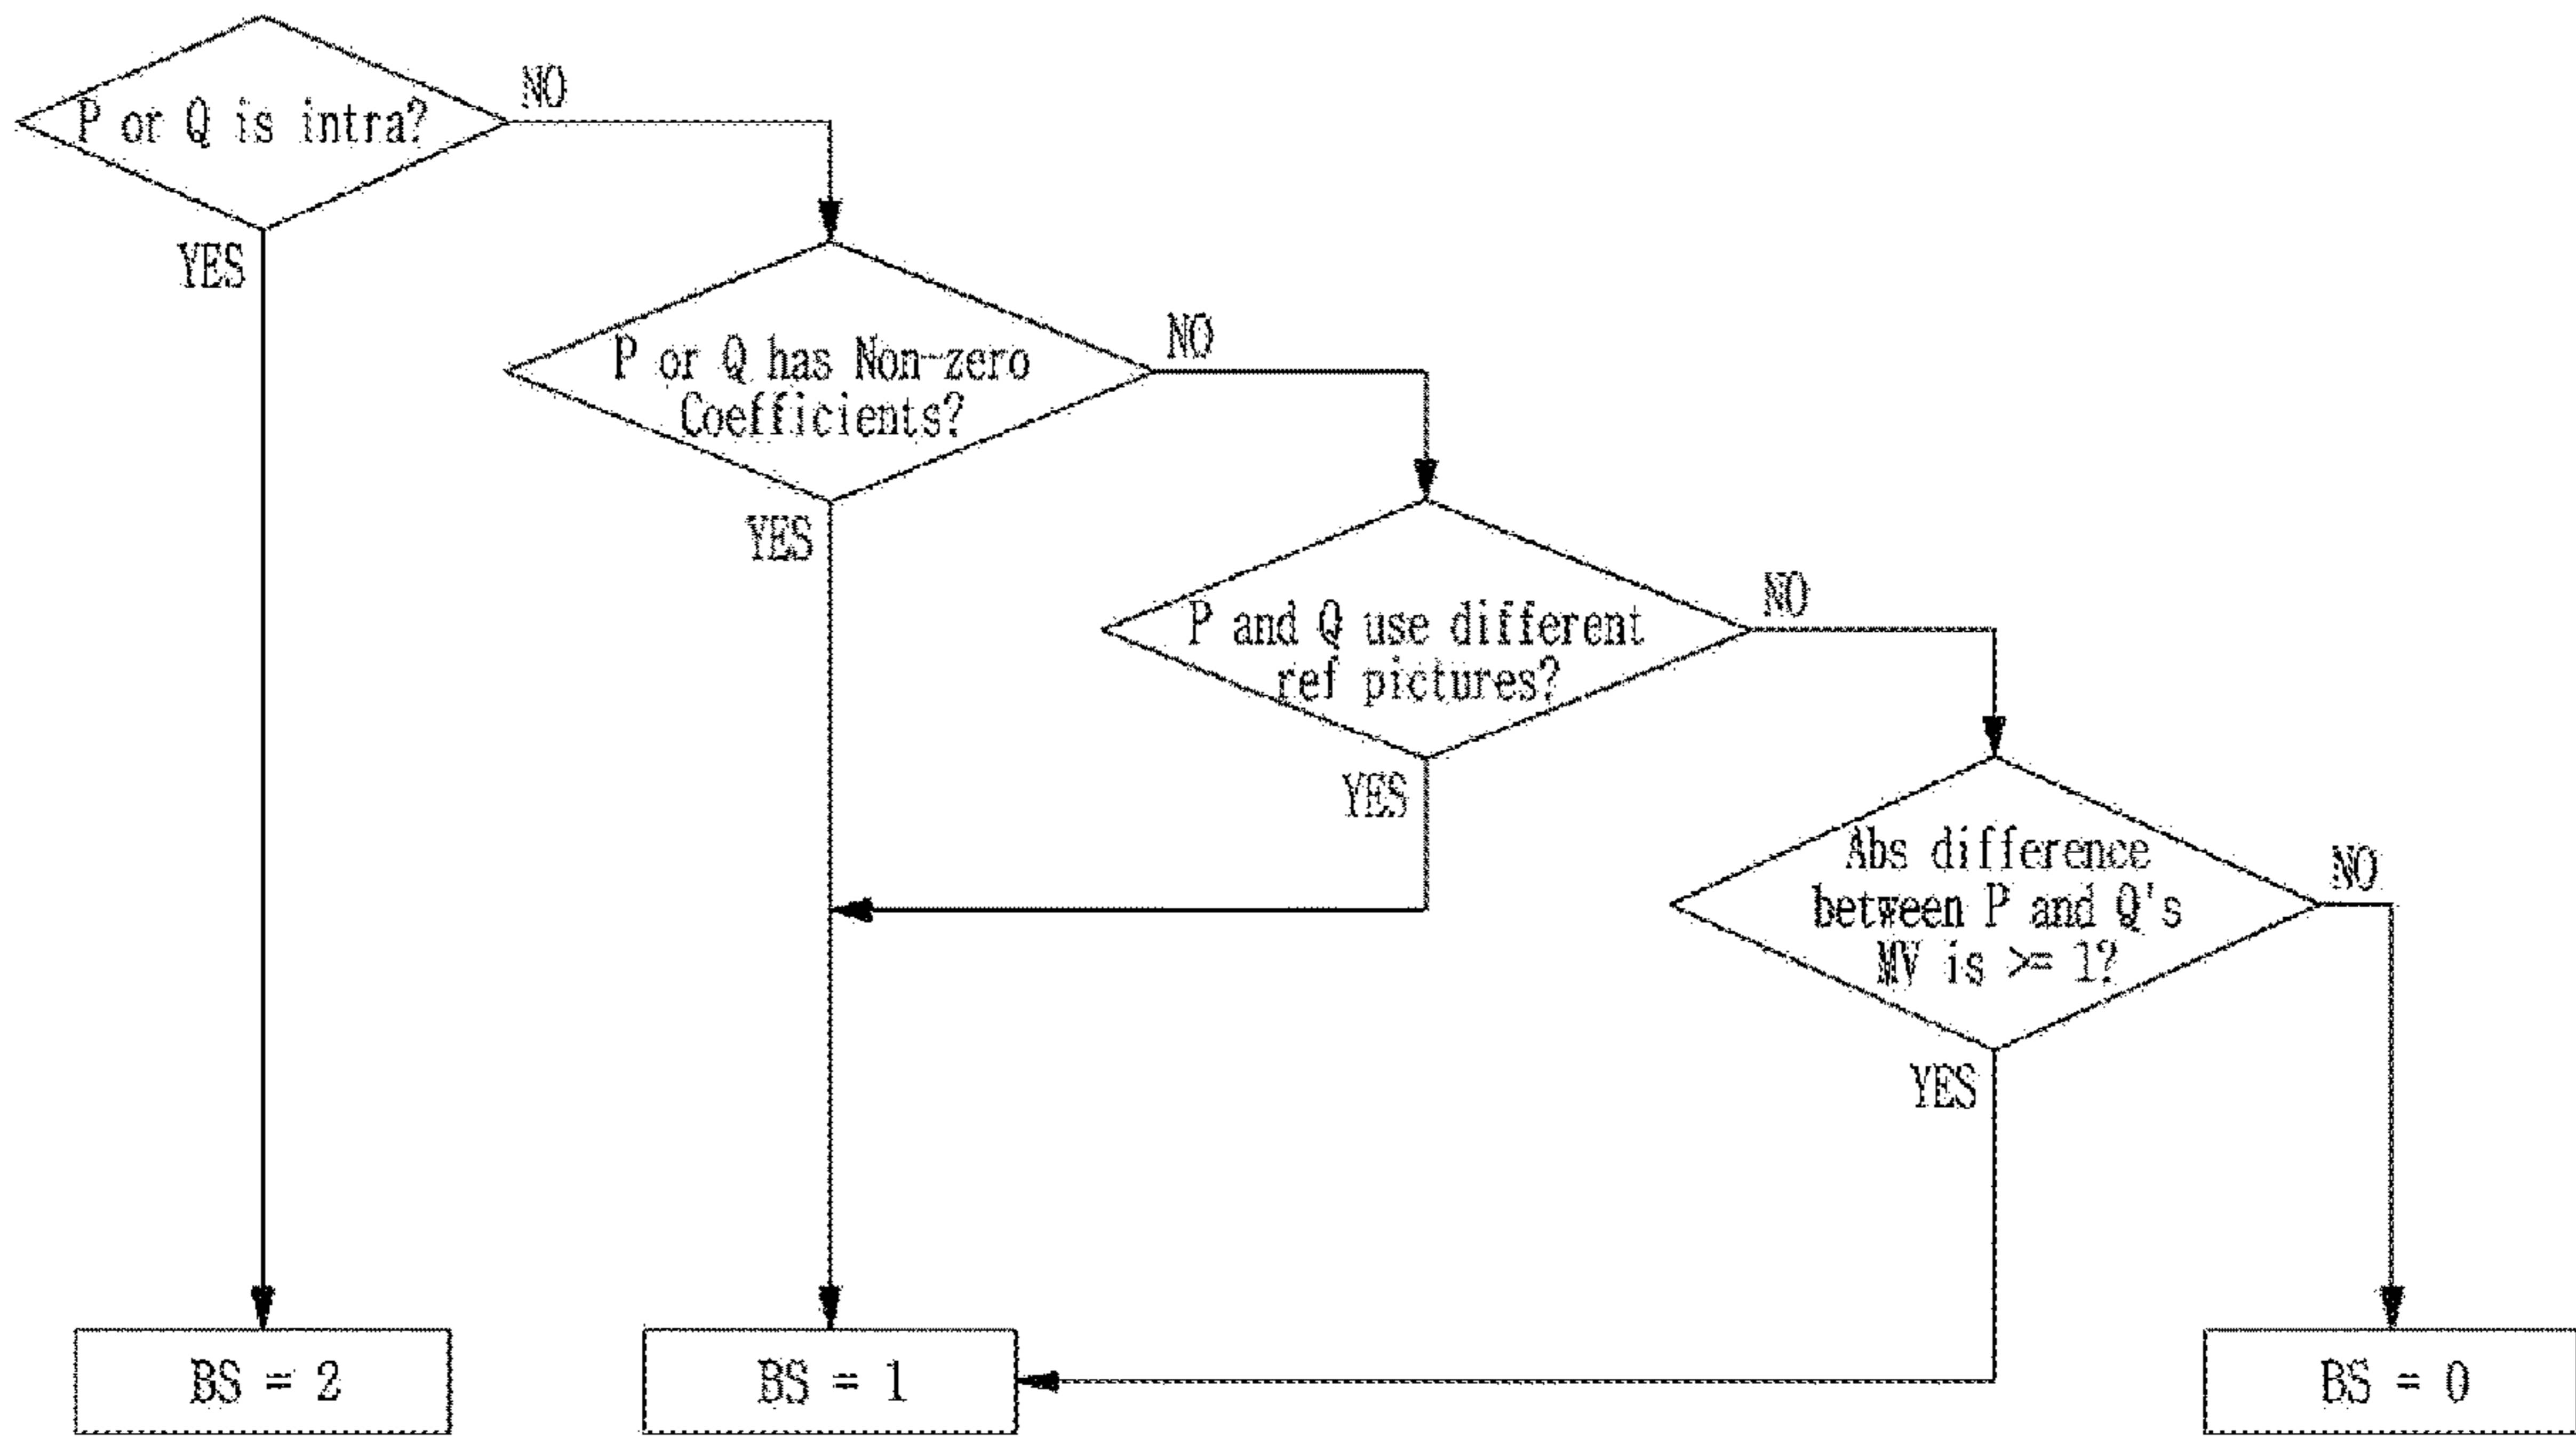 P or Q is intra?
NO
YES
P or Q has Non-zero
Coefficients?
NO
YES
P and Q use different
ref pictures?
NO
YES
Abs difference
between P and Q's
MV is >= 1?
NO
YES
BS = 2
BS = 1
BS = 0